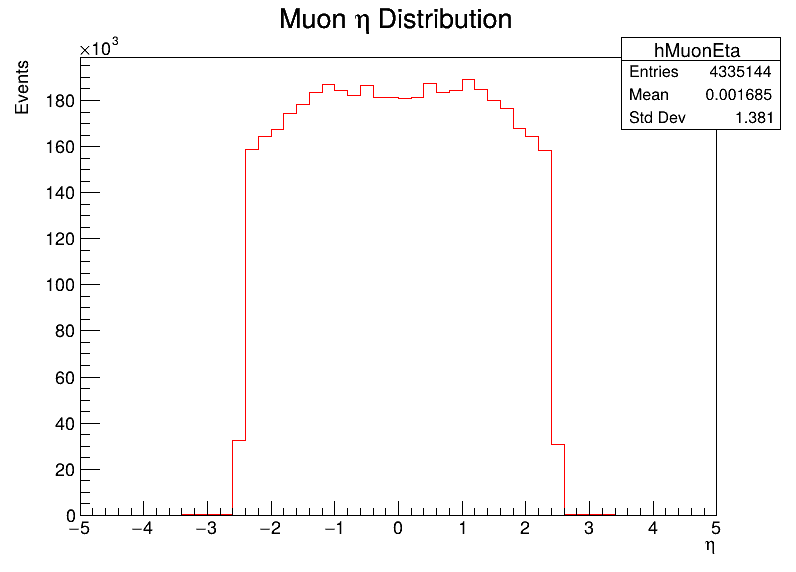 Muon η Distribution
×10³
Events
hMuonEta
Entries 4335144
Mean 0.001685
Std Dev 1.381
180
160
140
120
100
80
60
40
20
0
−5 −4 −3 −2 −1 0 1 2 3 4 5
η